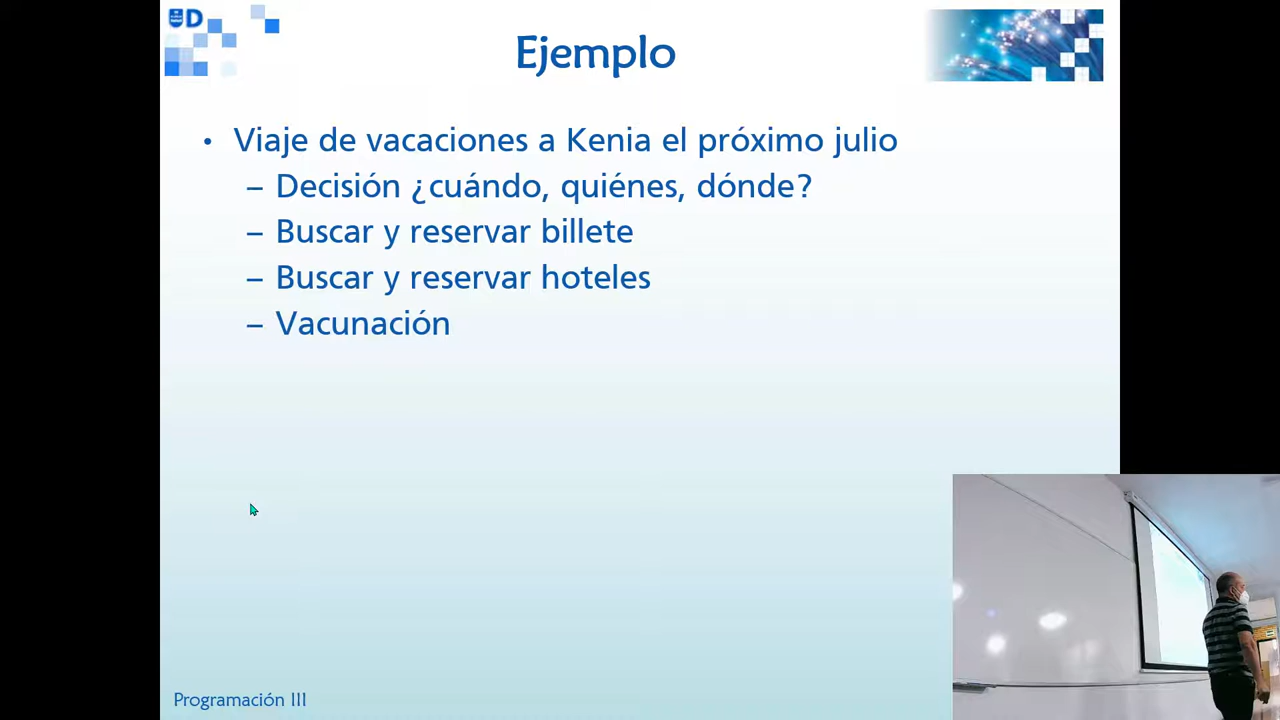 UD
Ejemplo
• Viaje de vacaciones a Kenia el próximo julio
– Decisión ¿cuándo, quiénes, dónde?
– Buscar y reservar billete
– Buscar y reservar hoteles
– Vacunación
Programación III